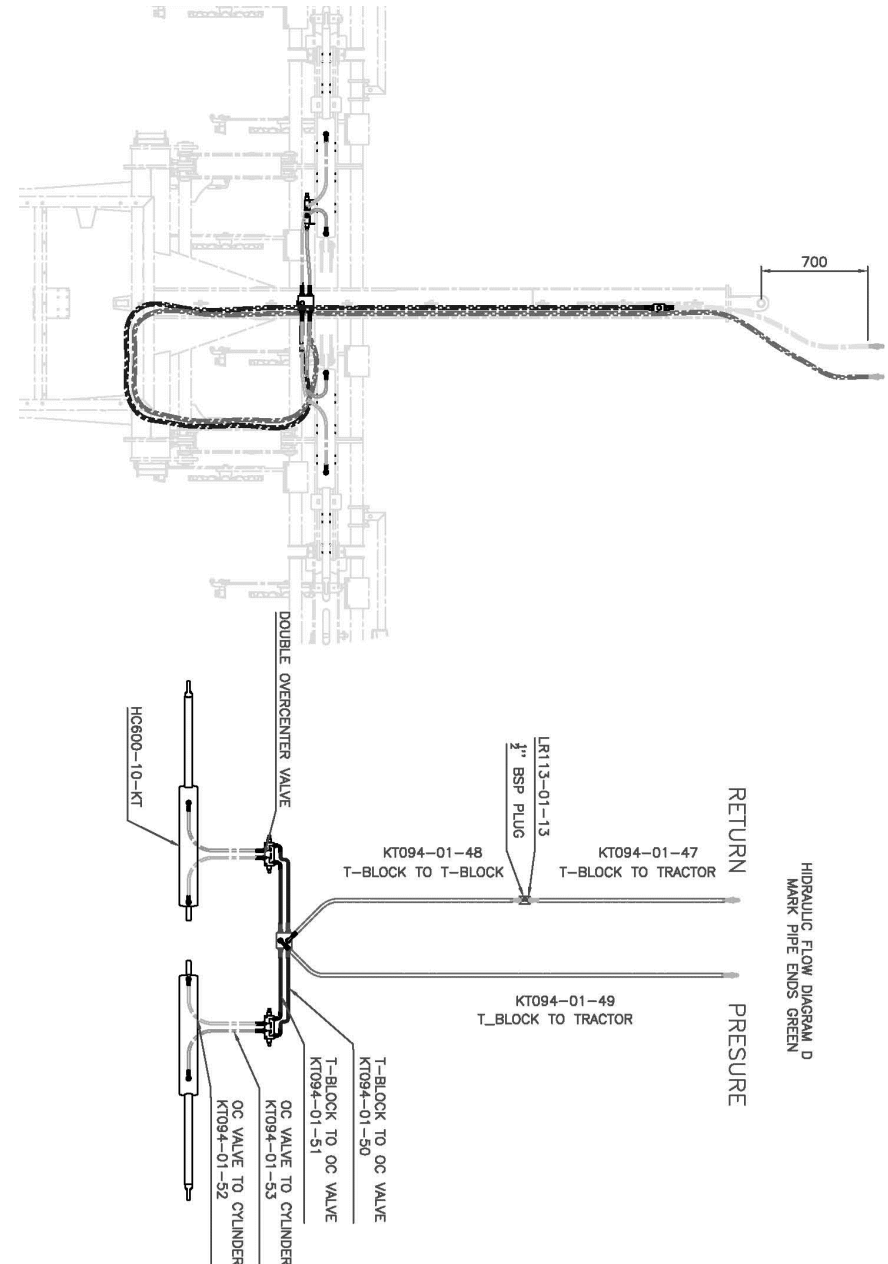 700
HIDRAULIC FLOW DIAGRAM D
MARK PIPE ENDS GREEN
RETURN
PRESURE
KT094-01-47
T-BLOCK TO TRACTOR
LR113-01-13
½" BSP PLUG
KT094-01-48
T-BLOCK TO T-BLOCK
KT094-01-49
T_BLOCK TO TRACTOR
DOUBLE OVERCENTER VALVE
HC600-10-KT
T-BLOCK TO OC VALVE
KT094-01-50
T-BLOCK TO OC VALVE
KT094-01-51
OC VALVE TO CYLINDER
KT094-01-53
OC VALVE TO CYLINDER
KT094-01-52